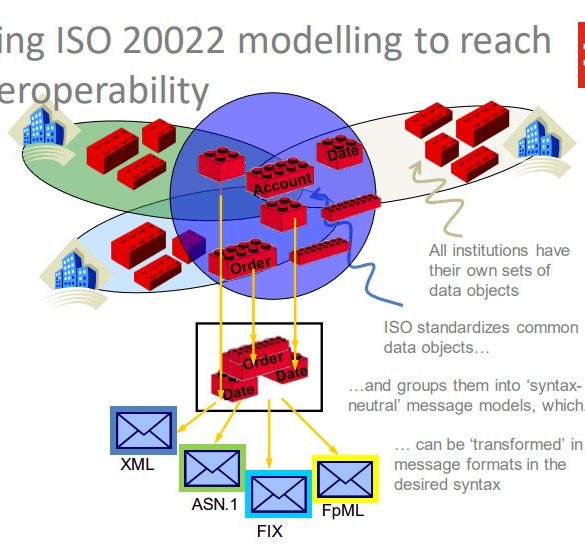 ing ISO 20022 modelling to reach
eroperability
Date
Account
Order
All institutions have
their own sets of
data objects
ISO standardizes common
data objects…
…and groups them into ‘syntax-
neutral’ message models, which.
… can be ‘transformed’ in
message formats in the
desired syntax
Order
Date
Date
XML
ASN.1
FIX
FpML